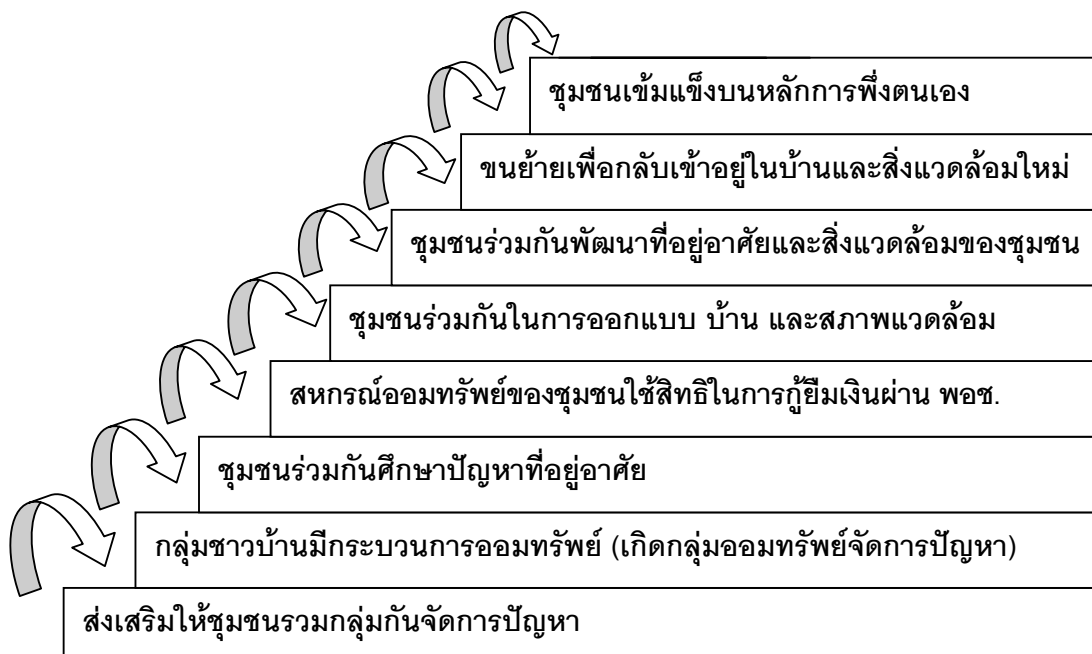 ชุมชนเข้มแข็งบนหลักการพึ่งตนเอง
ขนย้ายเพื่อกลับเข้าอยู่ในบ้านและสิ่งแวดล้อมใหม่
ชุมชนร่วมกันพัฒนาที่อยู่อาศัยและสิ่งแวดล้อมของชุมชน
ชุมชนร่วมกันในการออกแบบ บ้าน และสภาพแวดล้อม
สหกรณ์ออมทรัพย์ของชุมชนใช้สิทธิในการกู้ยืมเงินผ่าน พอช.
ชุมชนร่วมกันศึกษาปัญหาที่อยู่อาศัย
กลุ่มชาวบ้านมีกระบวนการออมทรัพย์ (เกิดกลุ่มออมทรัพย์จัดการปัญหา)
ส่งเสริมให้ชุมชนรวมกลุ่มกันจัดการปัญหา